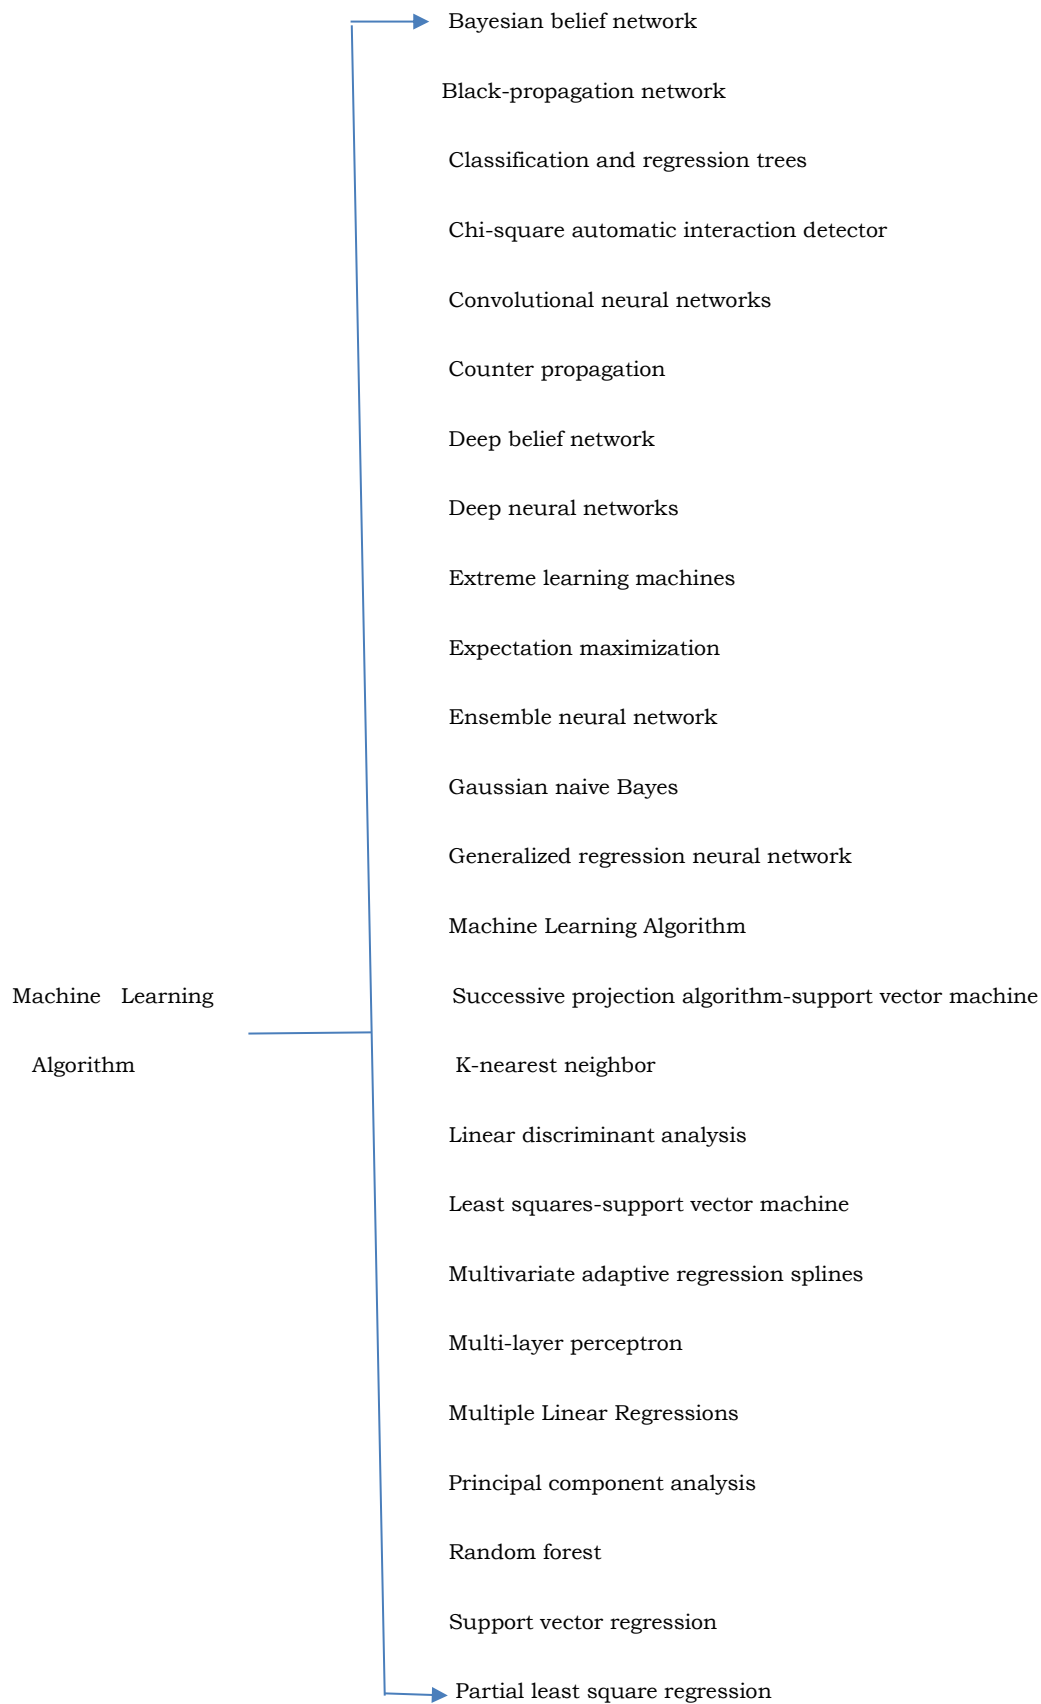 Bayesian belief network
Black-propagation network
Classification and regression trees
Chi-square automatic interaction detector
Convolutional neural networks
Counter propagation
Deep belief network
Deep neural networks
Extreme learning machines
Expectation maximization
Ensemble neural network
Gaussian naive Bayes
Generalized regression neural network
Machine Learning Algorithm
Machine Learning
Algorithm
Successive projection algorithm-support vector machine
K-nearest neighbor
Linear discriminant analysis
Least squares-support vector machine
Multivariate adaptive regression splines
Multi-layer perceptron
Multiple Linear Regressions
Principal component analysis
Random forest
Support vector regression
Partial least square regression